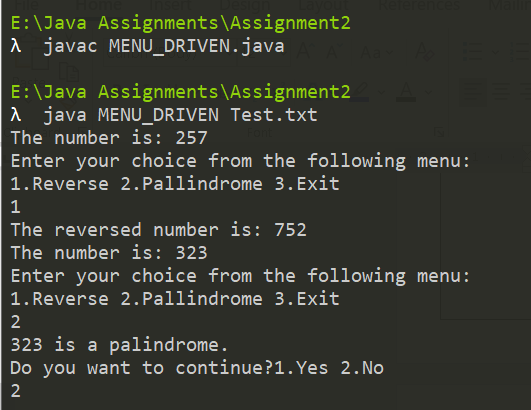 E:\Java Assignments\Assignment2
λ  javac MENU_DRIVEN.java
E:\Java Assignments\Assignment2
λ  java MENU_DRIVEN Test.txt
The number is: 257
Enter your choice from the following menu:
1.Reverse 2.Pallindrome 3.Exit
1
The reversed number is: 752
The number is: 323
Enter your choice from the following menu:
1.Reverse 2.Pallindrome 3.Exit
2
323 is a palindrome.
Do you want to continue?1.Yes 2.No
2